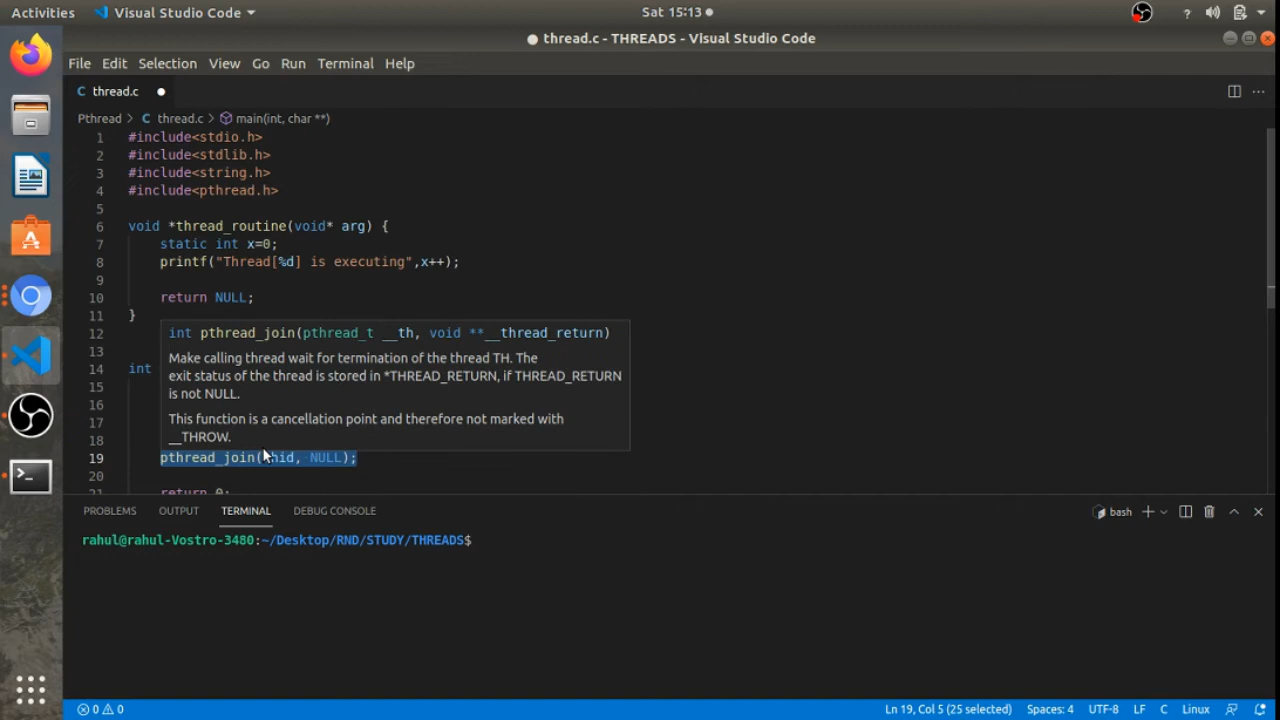 Activities Visual Studio Code Sat 15:13 ?
thread.c - THREADS - Visual Studio Code
File Edit Selection View Go Run Terminal Help
C thread.c
Pthread > C thread.c > main(int, char **)
1 #include<stdio.h>
2 #include<stdlib.h>
3 #include<string.h>
4 #include<pthread.h>
5
6 void *thread_routine(void* arg) {
7 static int x=0;
8 printf("Thread[%d] is executing",x++);
9
10 return NULL;
11 }
12 int pthread_join(pthread_t __th, void **__thread_return)
13 Make calling thread wait for termination of the thread TH. The
14 int exit status of the thread is stored in *THREAD_RETURN, if THREAD_RETURN
15 is not NULL.
16
17 This function is a cancellation point and therefore not marked with
18 __THROW.
19 pthread_join( hid, NULL);
20
21 return 0;
PROBLEMS OUTPUT TERMINAL DEBUG CONSOLE bash
rahul@rahul-Vostro-3480:~/Desktop/RND/STUDY/THREADS$
0 0 Ln 19, Col 5 (25 selected) Spaces: 4 UTF-8 LF C Linux